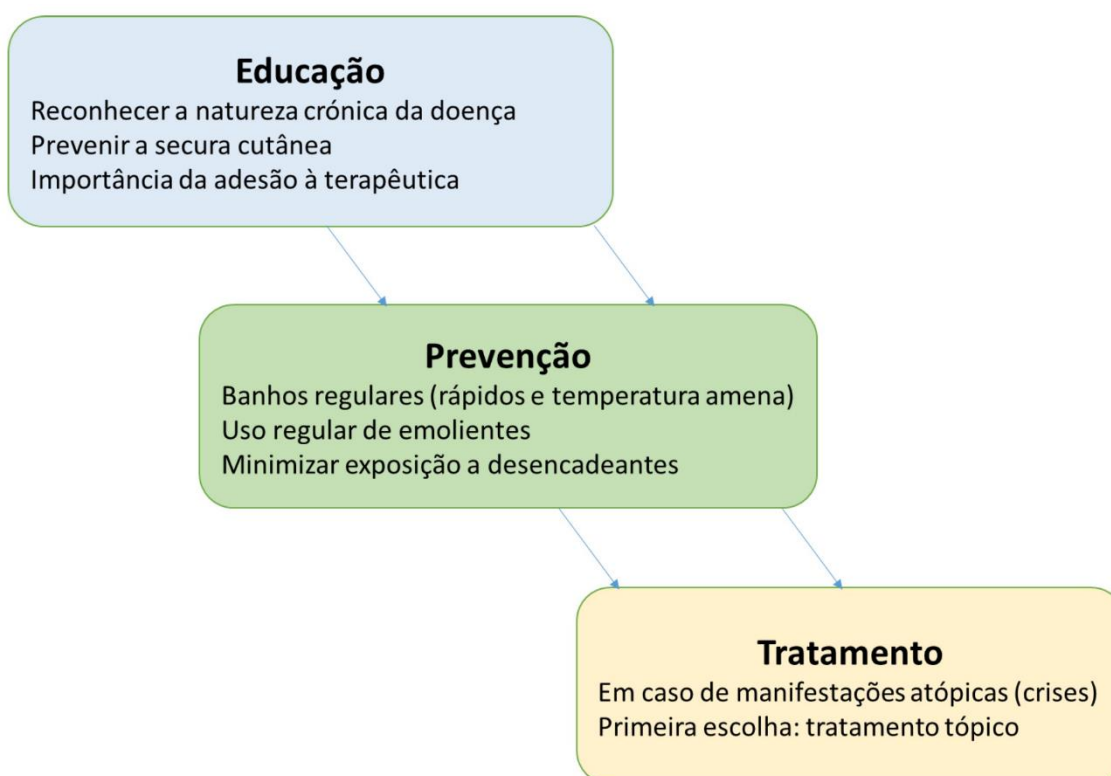 Educação
Reconhecer a natureza crónica da doença
Prevenir a secura cutânea
Importância da adesão à terapêutica
Prevenção
Banhos regulares (rápidos e temperatura amena)
Uso regular de emolientes
Minimizar exposição a desencadeantes
Tratamento
Em caso de manifestações atópicas (crises)
Primeira escolha: tratamento tópico